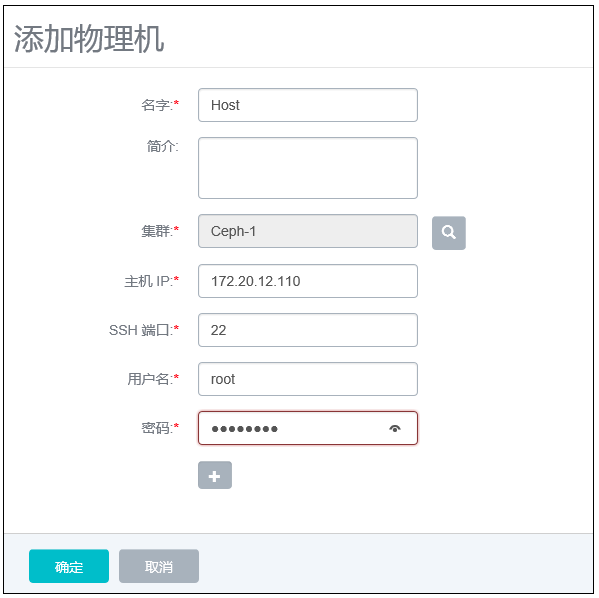 添加物理机
名字:* Host
简介:
集群:* Ceph-1
主机 IP:* 172.20.12.110
SSH 端口:* 22
用户名:* root
密码:* ●●●●●●●●
确定 取消